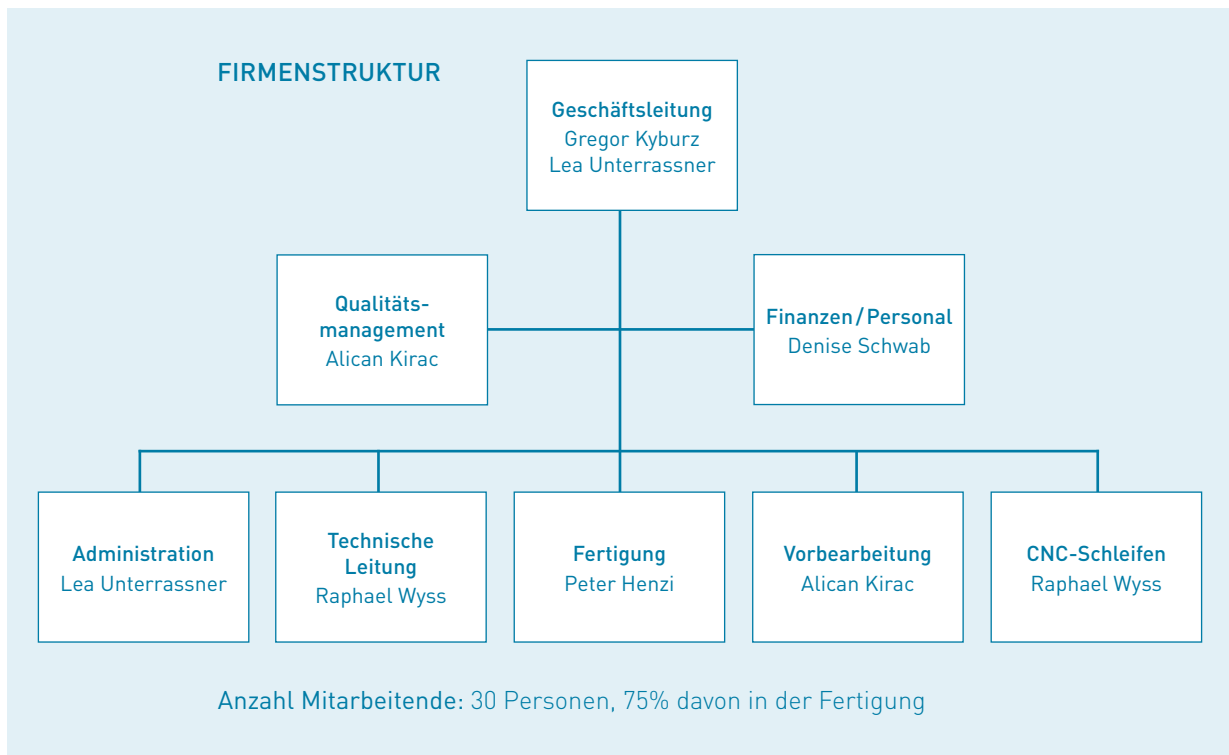 FIRMENSTRUKTUR
Geschäftsleitung
Gregor Kyburz
Lea Unterrassner
Qualitäts-
management
Alican Kirac
Finanzen/Personal
Denise Schwab
Administration
Lea Unterrassner
Technische
Leitung
Raphael Wyss
Fertigung
Peter Henzi
Vorbearbeitung
Alican Kirac
CNC-Schleifen
Raphael Wyss
Anzahl Mitarbeitende: 30 Personen, 75% davon in der Fertigung